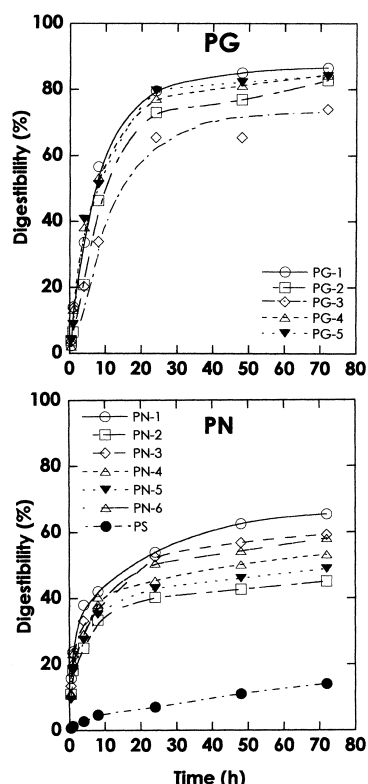 PG
100
80
60
40
20
0
Digestibility (%)
PG-1
PG-2
PG-3
PG-4
PG-5
0 10 20 30 40 50 60 70 80
PN
100
80
60
40
20
0
Digestibility (%)
PN-1
PN-2
PN-3
PN-4
PN-5
PN-6
PS
0 10 20 30 40 50 60 70 80
Time (h)